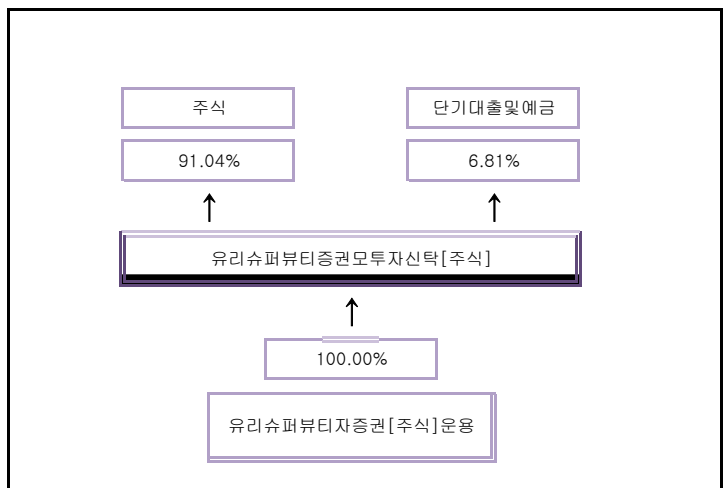 주식
단기대출및예금
91.04%
6.81%
유리슈퍼뷰티증권모투자신탁[주식]
100.00%
유리슈퍼뷰티자증권[주식]운용